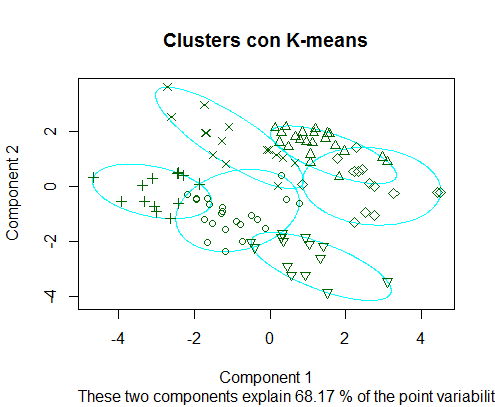 Clusters con K-means
Component 2
2
0
-2
-4
-4
-2
0
2
4
Component 1
These two components explain 68.17 % of the point variabilit